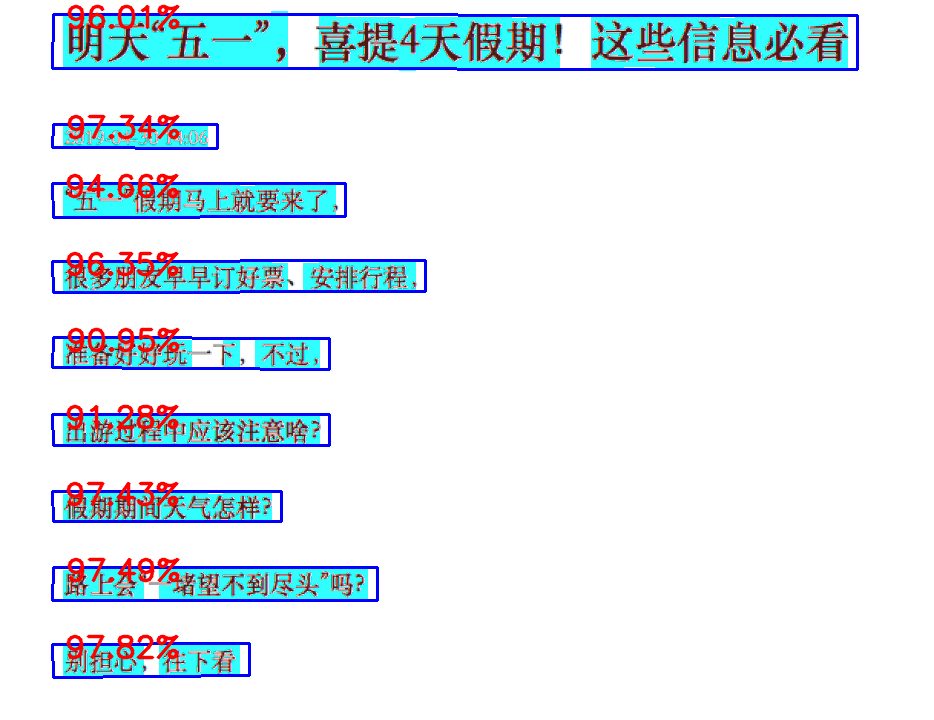 96.01%
明天“五一”，喜提4天假期！这些信息必看
97.34%
94.66%
“五一”假期马上就要来了，
96.35%
很多朋友早早订好票、安排行程，
90.95%
准备好好玩一下，不过，
91.28%
出游过程中应该注意啥？
97.43%
假期期间天气怎样？
97.49%
路上会“一堵望不到尽头”吗？
97.82%
别担心，往下看